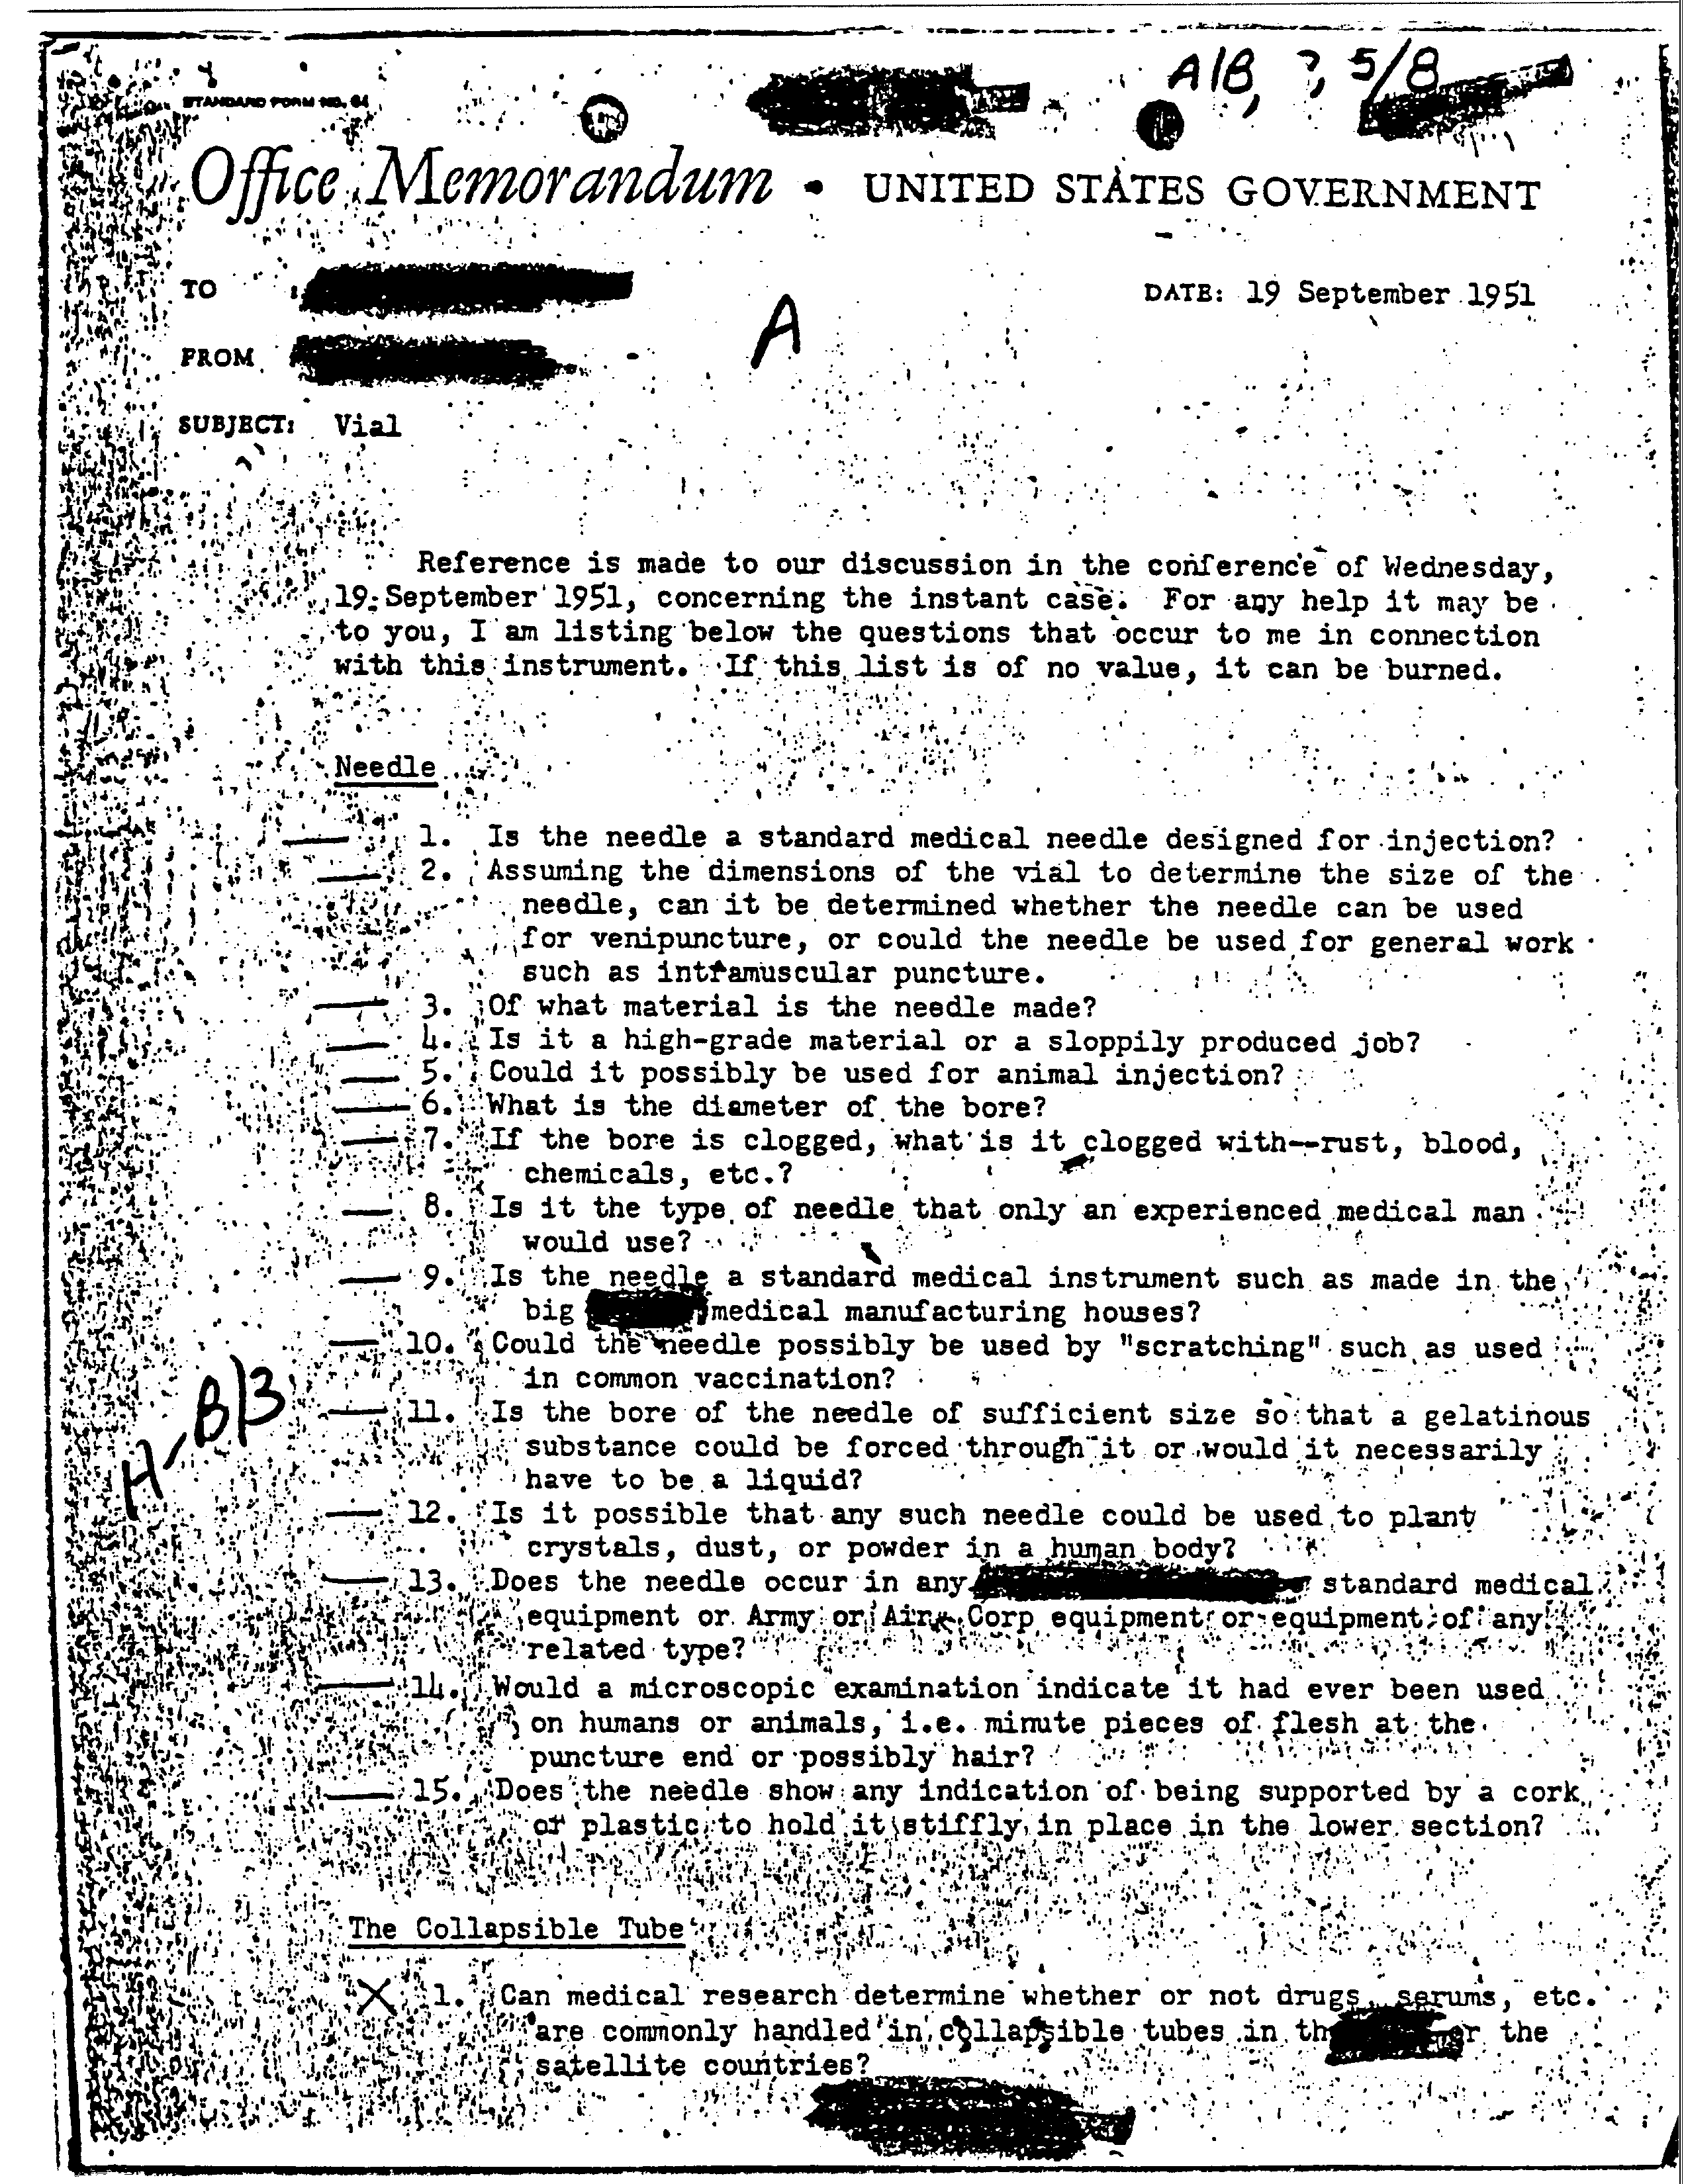 A/B, ?, 5/8
STANDARD FORM NO. 64
Office Memorandum • UNITED STATES GOVERNMENT
TO :
DATE: 19 September 1951
A
FROM
SUBJECT: Vial
Reference is made to our discussion in the conference of Wednesday,
19 September 1951, concerning the instant case. For any help it may be
to you, I am listing below the questions that occur to me in connection
with this instrument. If this list is of no value, it can be burned.
Needle
1. Is the needle a standard medical needle designed for injection?
2. Assuming the dimensions of the vial to determine the size of the
needle, can it be determined whether the needle can be used
for venipuncture, or could the needle be used for general work
such as intramuscular puncture.
3. Of what material is the needle made?
4. Is it a high-grade material or a sloppily produced job?
5. Could it possibly be used for animal injection?
6. What is the diameter of the bore?
7. If the bore is clogged, what is it clogged with--rust, blood,
chemicals, etc.?
8. Is it the type of needle that only an experienced medical man
would use?
9. Is the needle a standard medical instrument such as made in the
big medical manufacturing houses?
10. Could the needle possibly be used by "scratching" such as used
in common vaccination?
H-B/3
11. Is the bore of the needle of sufficient size so that a gelatinous
substance could be forced through it or would it necessarily
have to be a liquid?
12. Is it possible that any such needle could be used to plant
crystals, dust, or powder in a human body?
13. Does the needle occur in any standard medical
equipment or Army or Air Corp equipment or equipment of any
related type?
14. Would a microscopic examination indicate it had ever been used
on humans or animals, i.e. minute pieces of flesh at the
puncture end or possibly hair?
15. Does the needle show any indication of being supported by a cork
or plastic to hold it stiffly in place in the lower section?
The Collapsible Tube
X 1. Can medical research determine whether or not drugs, serums, etc.
are commonly handled in collapsible tubes in the
satellite countries?